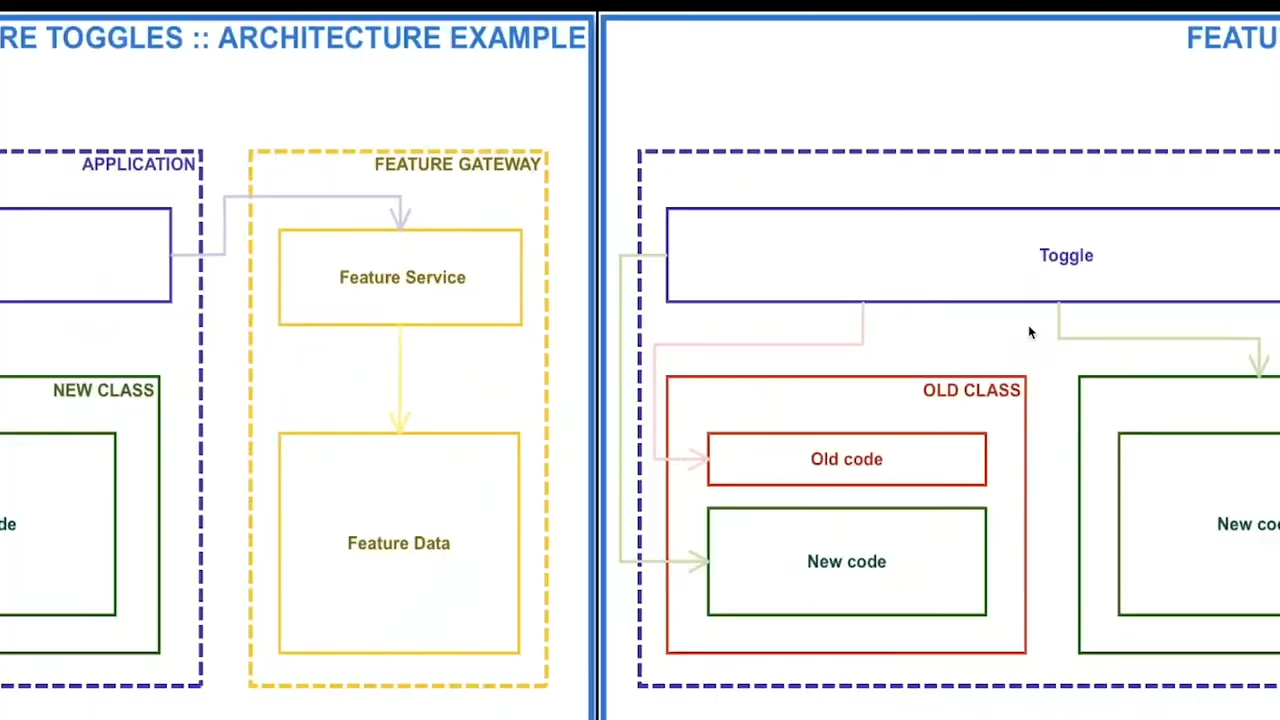 RE TOGGLES :: ARCHITECTURE EXAMPLE
APPLICATION
FEATURE GATEWAY
Feature Service
NEW CLASS
de
Feature Data
FEATU
Toggle
OLD CLASS
Old code
New code
New co